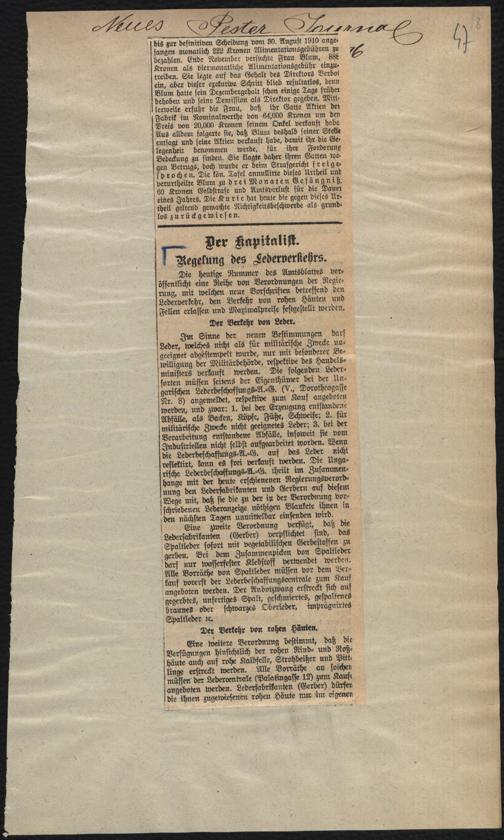 Neues Pester Journal
47
bis zur definitiven Scheidung vom 30. August 1910 ange-
fangen monatlich 222 Kronen Alimentationsgebühren zu
bezahlen. Ende November versuchte Frau Blum, 888
Kronen als viermonatliche Alimentationsgebühr einzu-
treiben. Sie legte auf das Gehalt des Direktors Verbot
ein, aber dieser exekutive Schritt blieb resultatlos, denn
Blum hatte sein Dezembergehalt schon einige Tage früher
behoben und seine Demission als Direktor gegeben. Mitt-
lerweile erfuhr die Frau, daß ihr Gatte Aktien der
Fabrik im Nominalwerthe von 64,000 Kronen um den
Preis von 20,000 Kronen seinem Onkel verkauft habe
Aus alldem folgerte sie, daß Blum deshalb seiner Stelle
entsagt und seine Aktien verkauft habe, damit ihr die Ge-
legenheit benommen werde, für ihre Forderung
Bedeckung zu finden. Sie klagte daher ihren Gatten we-
gen Betrugs, doch wurde er beim Strafgericht freige-
sprochen. Die kön. Tafel annullirte dieses Urtheil und
verurtheilte Blum zu drei Monaten Gefängniß,
60 Kronen Geldstrafe und Amtsverlust für die Dauer
eines Jahres. Die Kurie hat heute die gegen dieses Ur-
theil geltend gemachte Nichtigkeitsbeschwerde als grund-
los zurückgewiesen.
Der Kapitalist.
Regelung des Lederverkehrs.
Die heutige Nummer des Amtsblattes ver-
öffentlicht eine Reihe von Verordnungen der Regie-
rung, mit welchen neue Vorschriften betreffend den
Lederverkehr, den Verkehr von rohen Häuten und
Fellen erlassen und Maximalpreise festgestellt werden.
Der Verkehr von Leder.
Im Sinne der neuen Bestimmungen darf
Leder, welches nicht als für militärische Zwecke un-
geeignet abgestempelt wurde, nur mit besonderer Be-
willigung der Militärbehörde, respektive des Handels-
ministers verkauft werden. Die folgenden Leder-
sorten müssen seitens der Eigenthümer bei der Un-
garischen Lederbeschaffungs-A.-G. (V., Dorotheagasse
Nr. 8) angemeldet, respektive zum Kauf angeboten
werden, und zwar: 1. bei der Erzeugung entstandene
Abfälle, als Backen, Köpfe, Füße, Schweife; 2. für
militärische Zwecke nicht geeignetes Leder; 3. bei der
Verarbeitung entstandene Abfälle, insoweit sie vom
Industriellen nicht selbst aufgearbeitet worden. Wenn
die Lederbeschaffungs-A.-G. auf das Leder nicht
reflektirt, kann es frei verkauft werden. Die Unga-
rische Lederbeschaffungs-A.-G. theilt im Zusammen-
hange mit der heute erschienenen Regierungsverord-
nung den Lederfabrikanten und Gerbern auf diesem
Wege mit, daß sie die zu der in der Verordnung vor-
geschriebenen Lederanzeige nöthigen Blankette ihnen in
den nächsten Tagen unmittelbar einsenden wird.
Eine zweite Verordnung verfügt, daß die
Lederfabrikanten (Gerber) verpflichtet sind, das
Spaltleder sofort mit vegetabilischen Gerbestoffen zu
gerben. Bei dem Zusammenpicken von Spaltleder
darf nur wasserfester Klebstoff verwendet werden.
Alle Vorräthe von Spaltleder müssen vor dem Ver-
kauf vorerst der Lederbeschaffungscentrale zum Kauf
angeboten werden. Der Anbotzwang erstreckt sich auf
gegerbtes, unfertiges Spalt, geschmiertes, gespaltenes
braunes oder schwarzes Oberleder, imprägnirtes
Spaltleder ꝛc.
Der Verkehr von rohen Häuten.
Eine weitere Verordnung bestimmt, daß die
Verfügungen hinsichtlich der rohen Rind- und Roß-
häute auch auf rohe Kalbfelle, Strohbeißer und Pitt-
linge erstreckt werden. Alle Vorräthe an solchen
müssen der Ledercentrale (Palatingasse 12) zum Kauf
angeboten werden. Lederfabrikanten (Gerber) dürfen
die ihnen zugewiesenen rohen Häute nur im eigenen